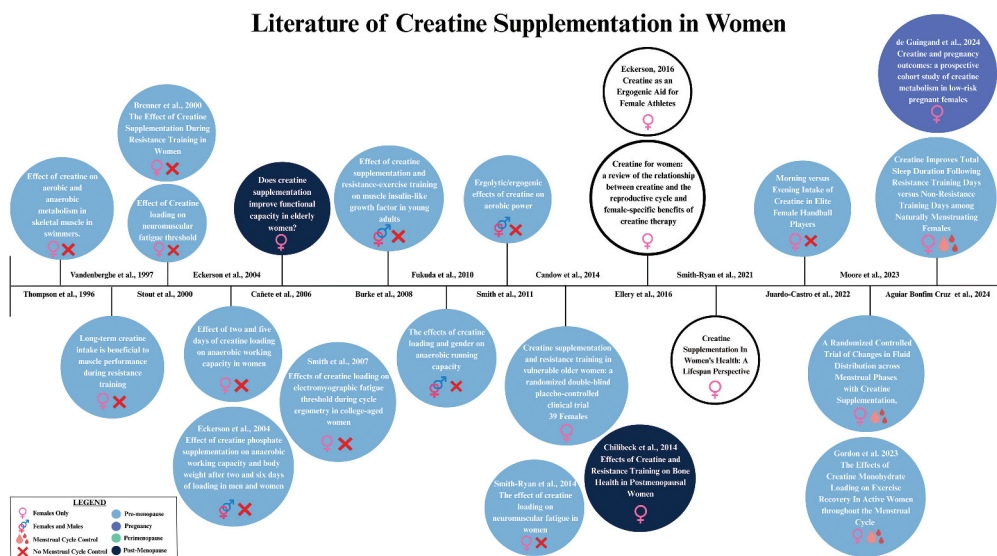 Literature of Creatine Supplementation in Women
de Guingand et al., 2024
Creatine and pregnancy
outcomes: a prospective
cohort study of creatine
metabolism in low-risk
pregnant females
Eckerson, 2016
Creatine as an
Ergogenic Aid for
Female Athletes
Brenner et al., 2000
The Effect of Creatine
Supplementation During
Resistance Training in
Women
Effect of creatine on
aerobic and
anaerobic
metabolism in
skeletal muscle in
swimmers.
Effect of Creatine
loading on
neuromuscular
fatigue threshold
Does creatine
supplementation
improve functional
capacity in elderly
women?
Effect of creatine
supplementation
and resistance-exercise training
on muscle insulin-like
growth factor in young
adults
Ergolytic/ergogenic
effects of creatine on
aerobic power
Creatine for women:
a review of the relationship
between creatine and the
reproductive cycle and
female-specific benefits of
creatine therapy
Morning versus
Evening Intake of
Creatine in Elite
Female Handball
Players
Creatine Improves Total
Sleep Duration Following
Resistance Training Days
versus Non-Resistance
Training Days among
Naturally Menstruating
Females
Vandenberghe et al., 1997
Eckerson et al., 2004
Fukuda et al., 2010
Candow et al., 2014
Smith-Ryan et al., 2021
Moore et al., 2023
Thompson et al., 1996
Stout et al., 2000
Cañete et al., 2006
Burke et al., 2008
Smith et al., 2011
Ellery et al., 2016
Juardo-Castro et al., 2022
Aguiar Bonfim Cruz et al., 2024
Long-term creatine
intake is beneficial to
muscle performance
during resistance
training
Effect of two and five
days of creatine loading
on anaerobic working
capacity in women
Smith et al., 2007
Effects of creatine loading on
electromyographic fatigue
threshold during cycle
ergometry in college-aged
women
The effects of creatine
loading and gender on
anaerobic running
capacity
Creatine supplementation
and resistance training in
vulnerable older women: a
randomized double-blind
placebo-controlled
clinical trial
39 Females
Creatine
Supplementation In
Women's Health: A
Lifespan Perspective
A Randomized Controlled
Trial of Changes in Fluid
Distribution across
Menstrual Phases
with Creatine
Supplementation,
Eckerson et al., 2004
Effect of creatine phosphate
supplementation on anaerobic
working capacity and body
weight after two and six days
of loading in men and women
Smith-Ryan et al., 2014
The effect of creatine
loading on
neuromuscular fatigue in
women
Chilibeck et al., 2014
Effects of Creatine and
Resistance Training on Bone
Health in Postmenopausal
Women
Gordon et al. 2023
The Effects of
Creatine Monohydrate
Loading on Exercise
Recovery In Active Women
throughout the Menstrual
Cycle
LEGEND
Females Only
Females and Males
Menstrual Cycle Control
No Menstrual Cycle Control
Pre-menopause
Pregnancy
Perimenopause
Post-Menopause